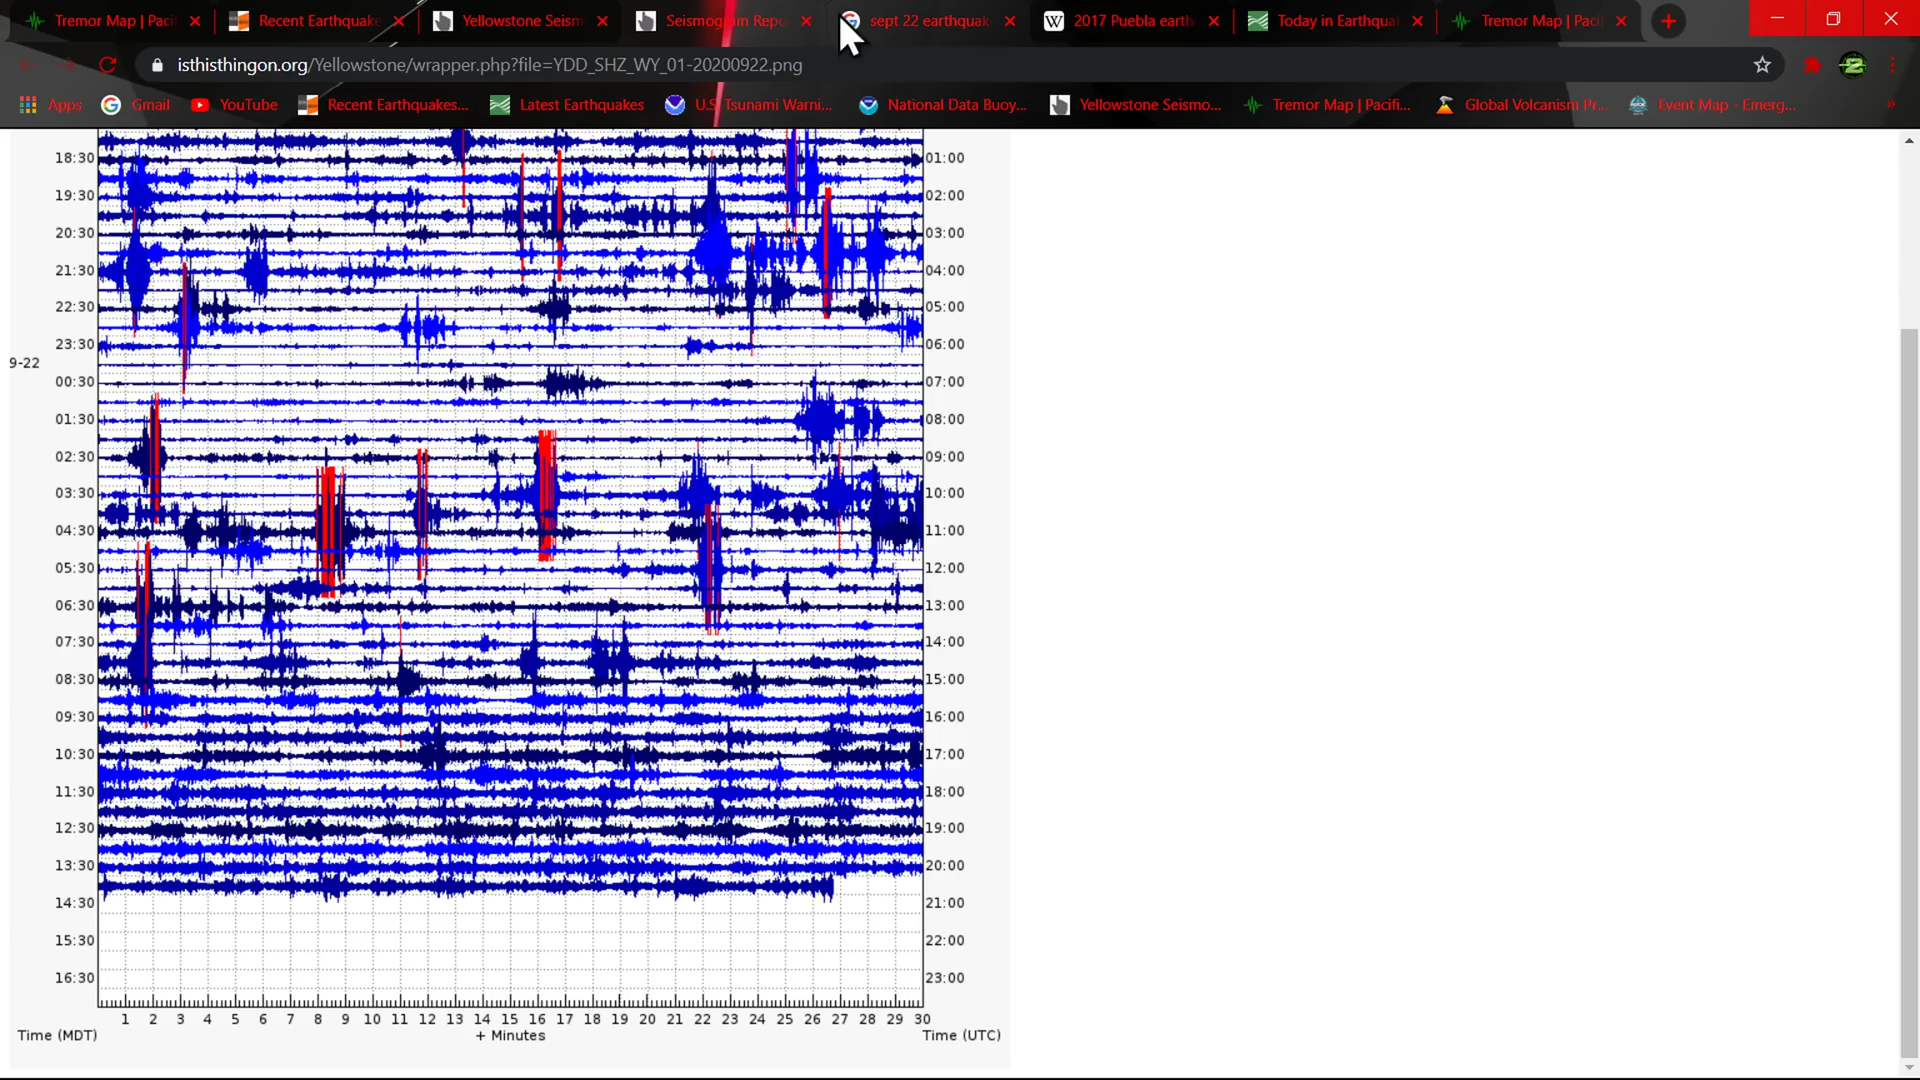 Tremor Map | Paci
Recent Earthquake
Yellowstone Seism
Seismogram Repo
sept 22 earthquake
2017 Puebla earth
Today in Earthqua
Tremor Map | Paci
isthisthingon.org/Yellowstone/wrapper.php?file=YDD_SHZ_WY_01-20200922.png
Apps
Gmail
YouTube
Recent Earthquakes...
Latest Earthquakes
U.S. Tsunami Warni...
National Data Buoy...
Yellowstone Seismo...
Tremor Map | Pacifi...
Global Volcanism Pr...
Event Map - Emerg...
»
18:30 01:00
19:30 02:00
20:30 03:00
21:30 04:00
22:30 05:00
23:30 06:00
9-22
00:30 07:00
01:30 08:00
02:30 09:00
03:30 10:00
04:30 11:00
05:30 12:00
06:30 13:00
07:30 14:00
08:30 15:00
09:30 16:00
10:30 17:00
11:30 18:00
12:30 19:00
13:30 20:00
14:30 21:00
15:30 22:00
16:30 23:00
1 2 3 4 5 6 7 8 9 10 11 12 13 14 15 16 17 18 19 20 21 22 23 24 25 26 27 28 29 30
Time (MDT) + Minutes Time (UTC)